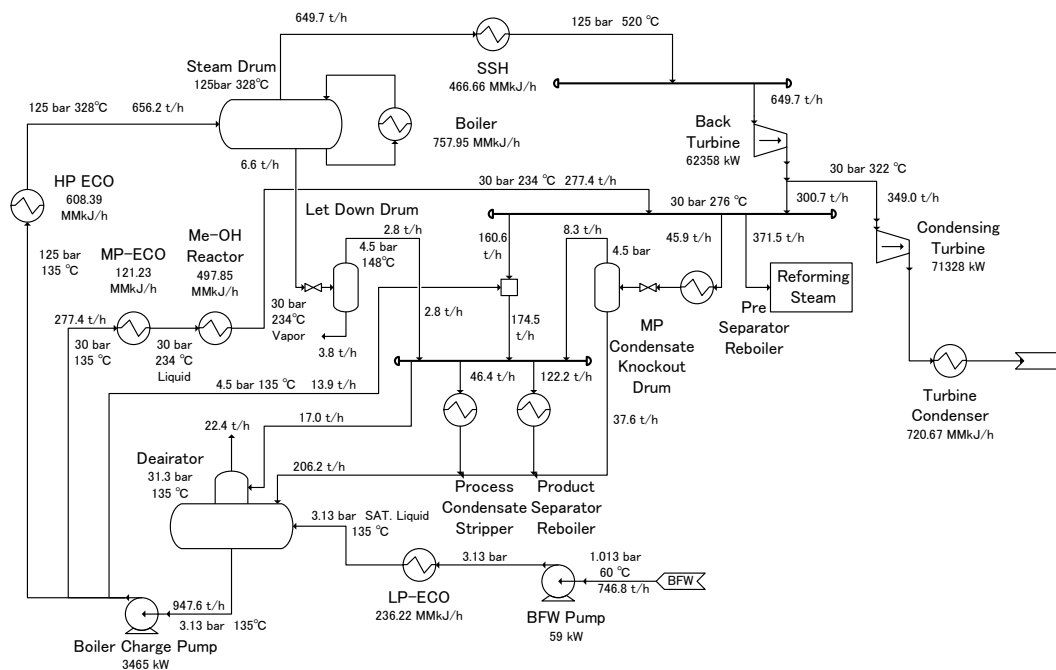 649.7 t/h
125 bar 520 °C
Steam Drum
125bar 328°C
SSH
466.66 MMkJ/h
649.7 t/h
125 bar 328°C 656.2 t/h
Boiler
757.95 MMkJ/h
Back
Turbine
62358 kW
6.6 t/h
30 bar 322 °C
HP ECO
608.39
MMkJ/h
30 bar 234 °C 277.4 t/h
300.7 t/h
349.0 t/h
Let Down Drum
30 bar 276 °C
Condensing
Turbine
71328 kW
125 bar
135 °C
MP-ECO
121.23
MMkJ/h
Me-OH
Reactor
497.85
MMkJ/h
2.8 t/h
4.5 bar
148°C
160.6
t/h
8.3 t/h
4.5 bar
45.9 t/h
371.5 t/h
Reforming
Steam
277.4 t/h
30 bar
135 °C
30 bar
234 °C
Liquid
30 bar
234°C
Vapor
3.8 t/h
2.8 t/h
174.5
t/h
MP
Condensate
Knockout
Drum
Pre
Separator
Reboiler
4.5 bar 135 °C 13.9 t/h
46.4 t/h
122.2 t/h
Turbine
Condenser
720.67 MMkJ/h
17.0 t/h
37.6 t/h
22.4 t/h
Deairator
31.3 bar
135 °C
206.2 t/h
Process
Condensate
Stripper
Product
Separator
Reboiler
3.13 bar SAT. Liquid
135 °C
3.13 bar
1.013 bar
60 °C
746.8 t/h
BFW
LP-ECO
236.22 MMkJ/h
BFW Pump
59 kW
947.6 t/h
3.13 bar 135°C
Boiler Charge Pump
3465 kW